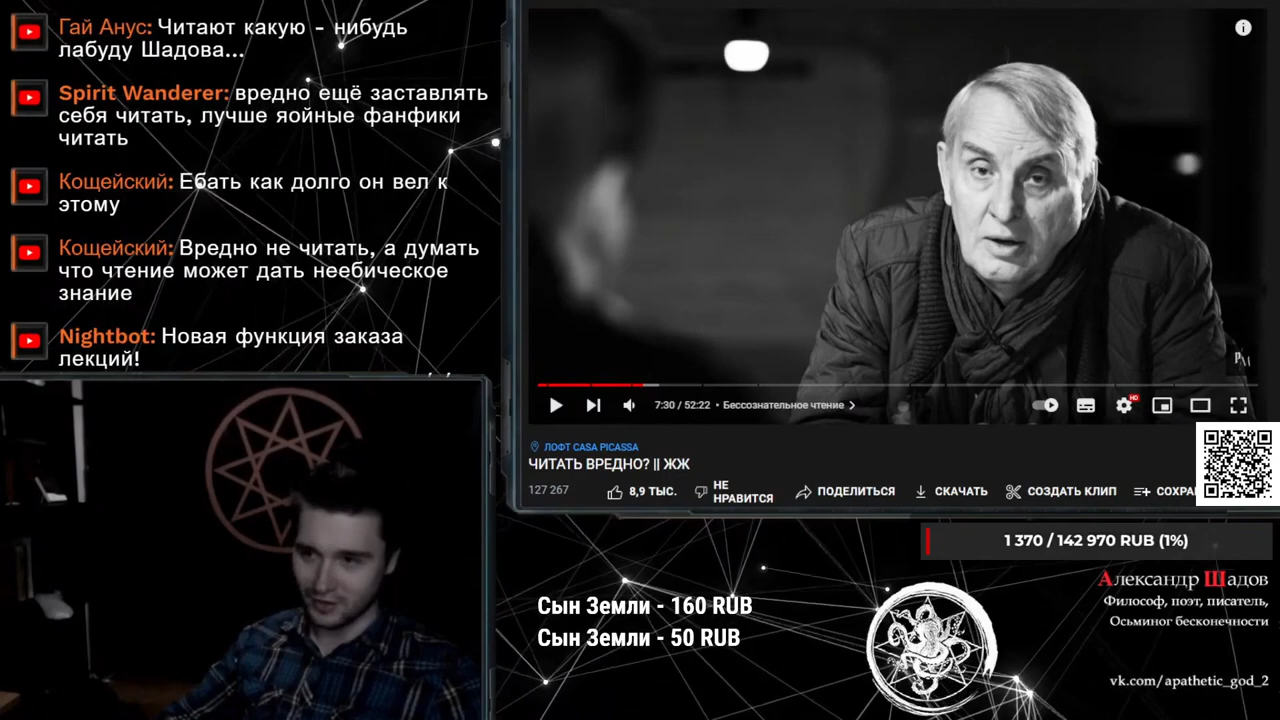 Гай Анус: Читают какую - нибудь
лабуду Шадова...
Spirit Wanderer: вредно ещё заставлять
себя читать, лучше яойные фанфики
читать
Кощейский: Ебать как долго он вел к
этому
Кощейский: Вредно не читать, а думать
что чтение может дать неебическое
знание
Nightbot: Новая функция заказа
лекций!
7:30 / 52:22 • Бессознательное чтение
HD
ЛОФТ CASA PICASSA
ЧИТАТЬ ВРЕДНО? || ЖЖ
127 267
8,9 ТЫС.
НЕ
НРАВИТСЯ
ПОДЕЛИТЬСЯ
СКАЧАТЬ
СОЗДАТЬ КЛИП
СОХРА
1 370 / 142 970 RUB (1%)
Сын Земли - 160 RUB
Сын Земли - 50 RUB
Александр Шадов
Философ, поэт, писатель,
Осьминог бесконечности
vk.com/apathetic_god_2